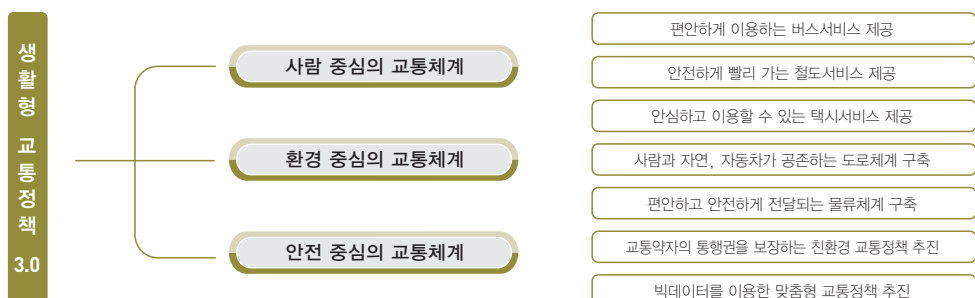 생활형 교통정책 3.0
사람 중심의 교통체계
환경 중심의 교통체계
안전 중심의 교통체계
편안하게 이용하는 버스서비스 제공
안전하게 빨리 가는 철도서비스 제공
안심하고 이용할 수 있는 택시서비스 제공
사람과 자연, 자동차가 공존하는 도로체계 구축
편안하고 안전하게 전달되는 물류체계 구축
교통약자의 통행권을 보장하는 친환경 교통정책 추진
빅데이터를 이용한 맞춤형 교통정책 추진